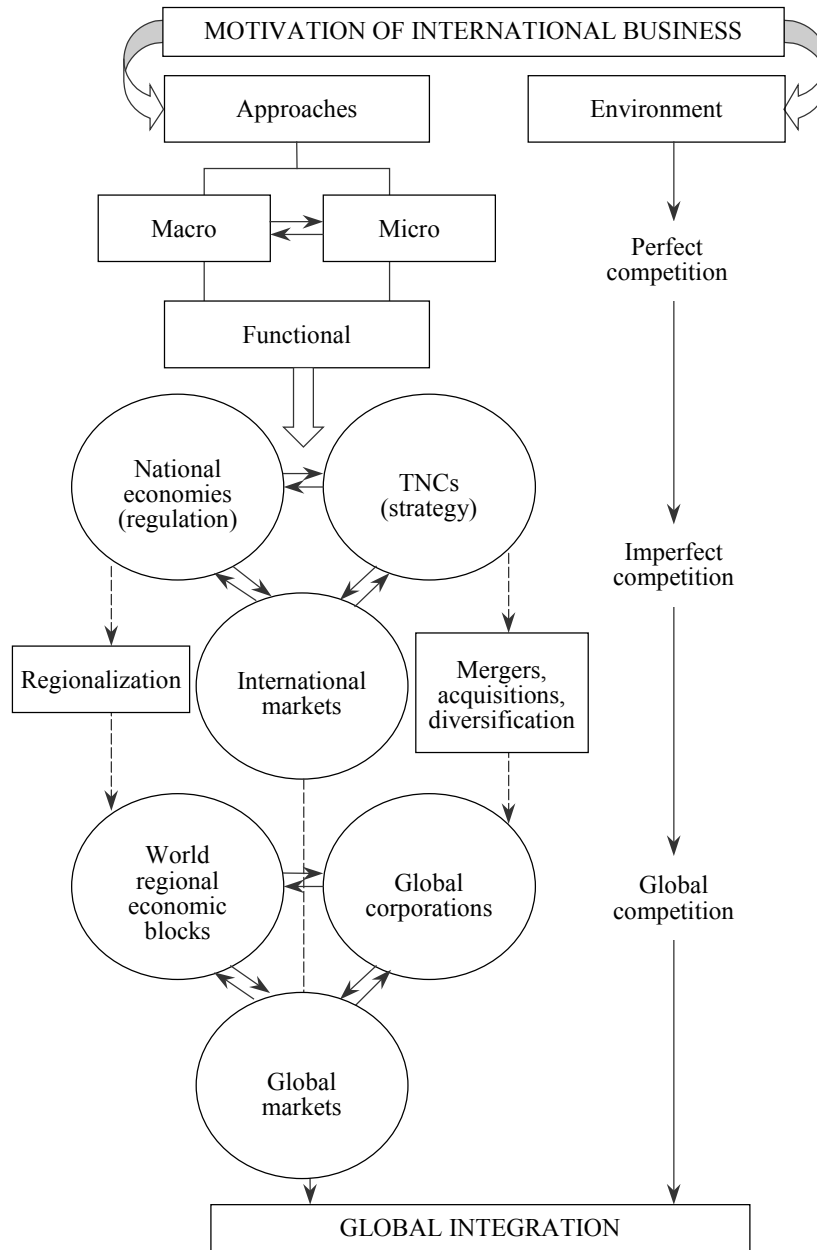 MOTIVATION OF INTERNATIONAL BUSINESS
Approaches
Environment
Macro
Micro
Perfect
competition
Functional
National
economies
(regulation)
TNCs
(strategy)
Imperfect
competition
Regionalization
International
markets
Mergers,
acquisitions,
diversification
World
regional
economic
blocks
Global
corporations
Global
competition
Global
markets
GLOBAL INTEGRATION